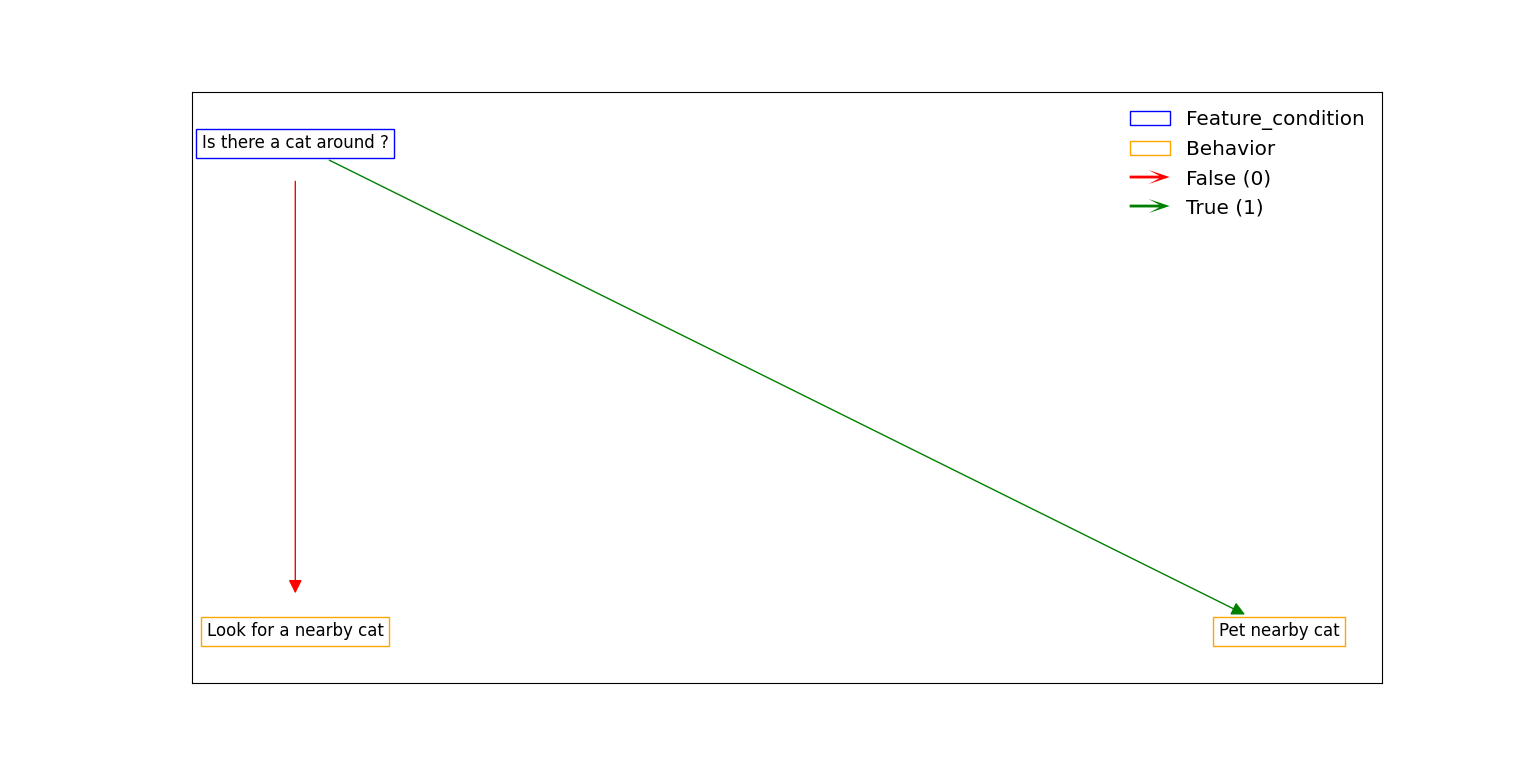 Is there a cat around ?
Feature_condition
Behavior
False (0)
True (1)
Look for a nearby cat
Pet nearby cat